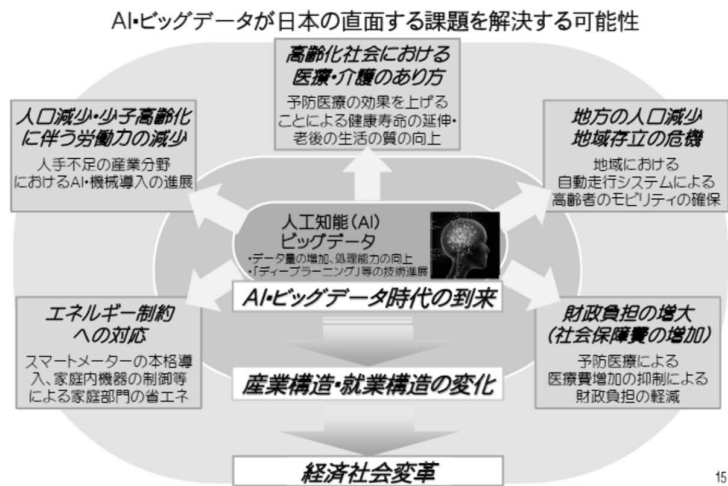 AI・ビッグデータが日本の直面する課題を解決する可能性
高齢化社会における
医療・介護のあり方
予防医療の効果を上げる
ことによる健康寿命の延伸・
老後の生活の質の向上
人口減少・少子高齢化
に伴う労働力の減少
人手不足の産業分野
におけるAI・機械導入の進展
地方の人口減少
地域存立の危機
地域における
自動走行システムによる
高齢者のモビリティの確保
人工知能(AI)
ビッグデータ
・データ量の増加、処理能力の向上
・「ディープラーニング」等の技術進展
AI・ビッグデータ時代の到来
エネルギー制約
への対応
スマートメーターの本格導
入、家庭内機器の制御等
による家庭部門の省エネ
財政負担の増大
(社会保障費の増加)
予防医療による
医療費増加の抑制による
財政負担の軽減
産業構造・就業構造の変化
経済社会変革
15